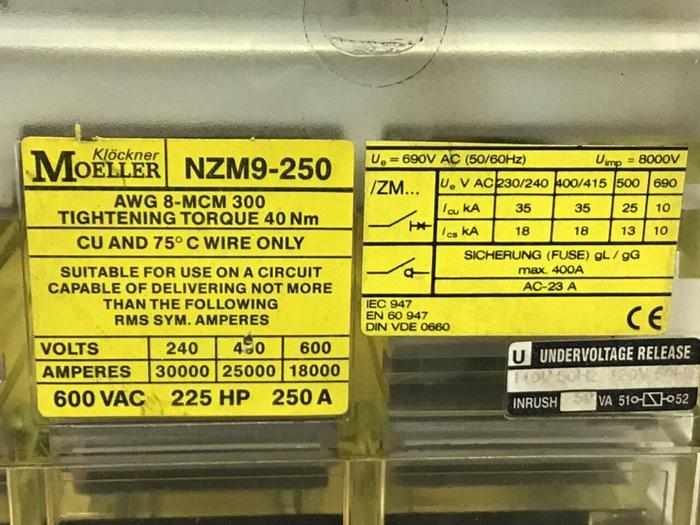 Klöckner
MOELLER NZM9-250
AWG 8-MCM 300
TIGHTENING TORQUE 40 Nm
CU AND 75°C WIRE ONLY
SUITABLE FOR USE ON A CIRCUIT
CAPABLE OF DELIVERING NOT MORE
THAN THE FOLLOWING
RMS SYM. AMPERES
VOLTS 240 480 600
AMPERES 30000 25000 18000
600 VAC 225 HP 250 A
Ue = 690V AC (50/60Hz) Uimp = 8000V
/ZM... Ue V AC 230/240 400/415 500 690
Icu kA 35 35 25 10
Ics kA 18 18 13 10
SICHERUNG (FUSE) gL / gG
max. 400A
AC-23 A
IEC 947
EN 60 947
DIN VDE 0660
CE
U UNDERVOLTAGE RELEASE
INRUSH VA 51 52